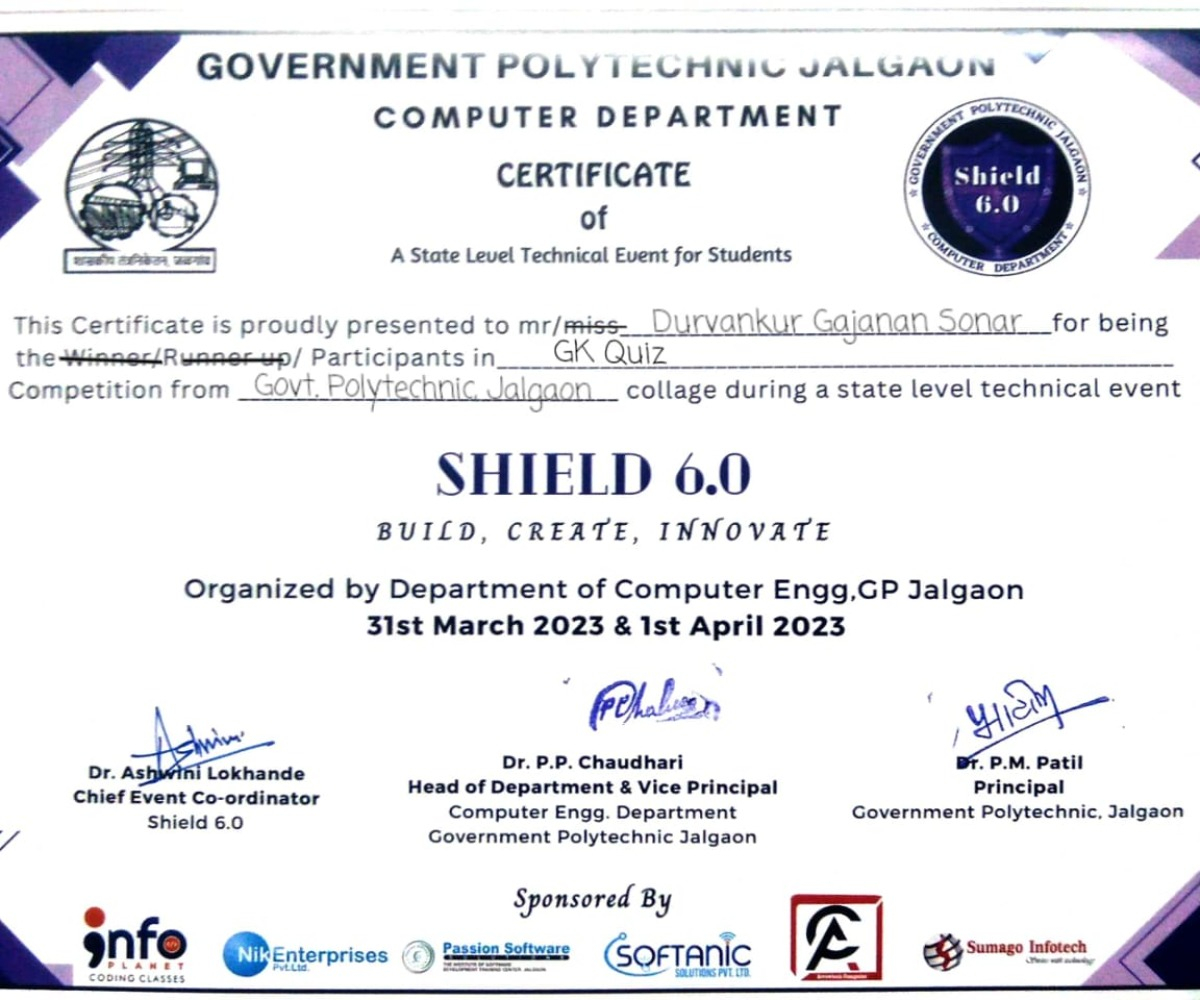 GOVERNMENT POLYTECHNIC JALGAON
COMPUTER DEPARTMENT
CERTIFICATE
of
A State Level Technical Event for Students
शासकीय तंत्रनिकेतन, जळगांव
GOVERNMENT POLYTECHNIC JALGAON
Shield
6.0
COMPUTER DEPARTMENT
This Certificate is proudly presented to mr/miss Durvankur Gajanan Sonar for being
the Winner/Runner up/ Participants in GK Quiz
Competition from Govt. Polytechnic, Jalgaon collage during a state level technical event
SHIELD 6.0
BUILD, CREATE, INNOVATE
Organized by Department of Computer Engg,GP Jalgaon
31st March 2023 & 1st April 2023
Ashwini
Dr. Ashwini Lokhande
Chief Event Co-ordinator
Shield 6.0
Dr. P.P. Chaudhari
Head of Department & Vice Principal
Computer Engg. Department
Government Polytechnic Jalgaon
Dr. P.M. Patil
Principal
Government Polytechnic, Jalgaon
Sponsored By
info
PLANET
CODING CLASSES
Nik Enterprises
Pvt.Ltd.
Passion Software
SOLUTIONS
SOFTANIC
SOLUTIONS PVT. LTD.
Sumago Infotech